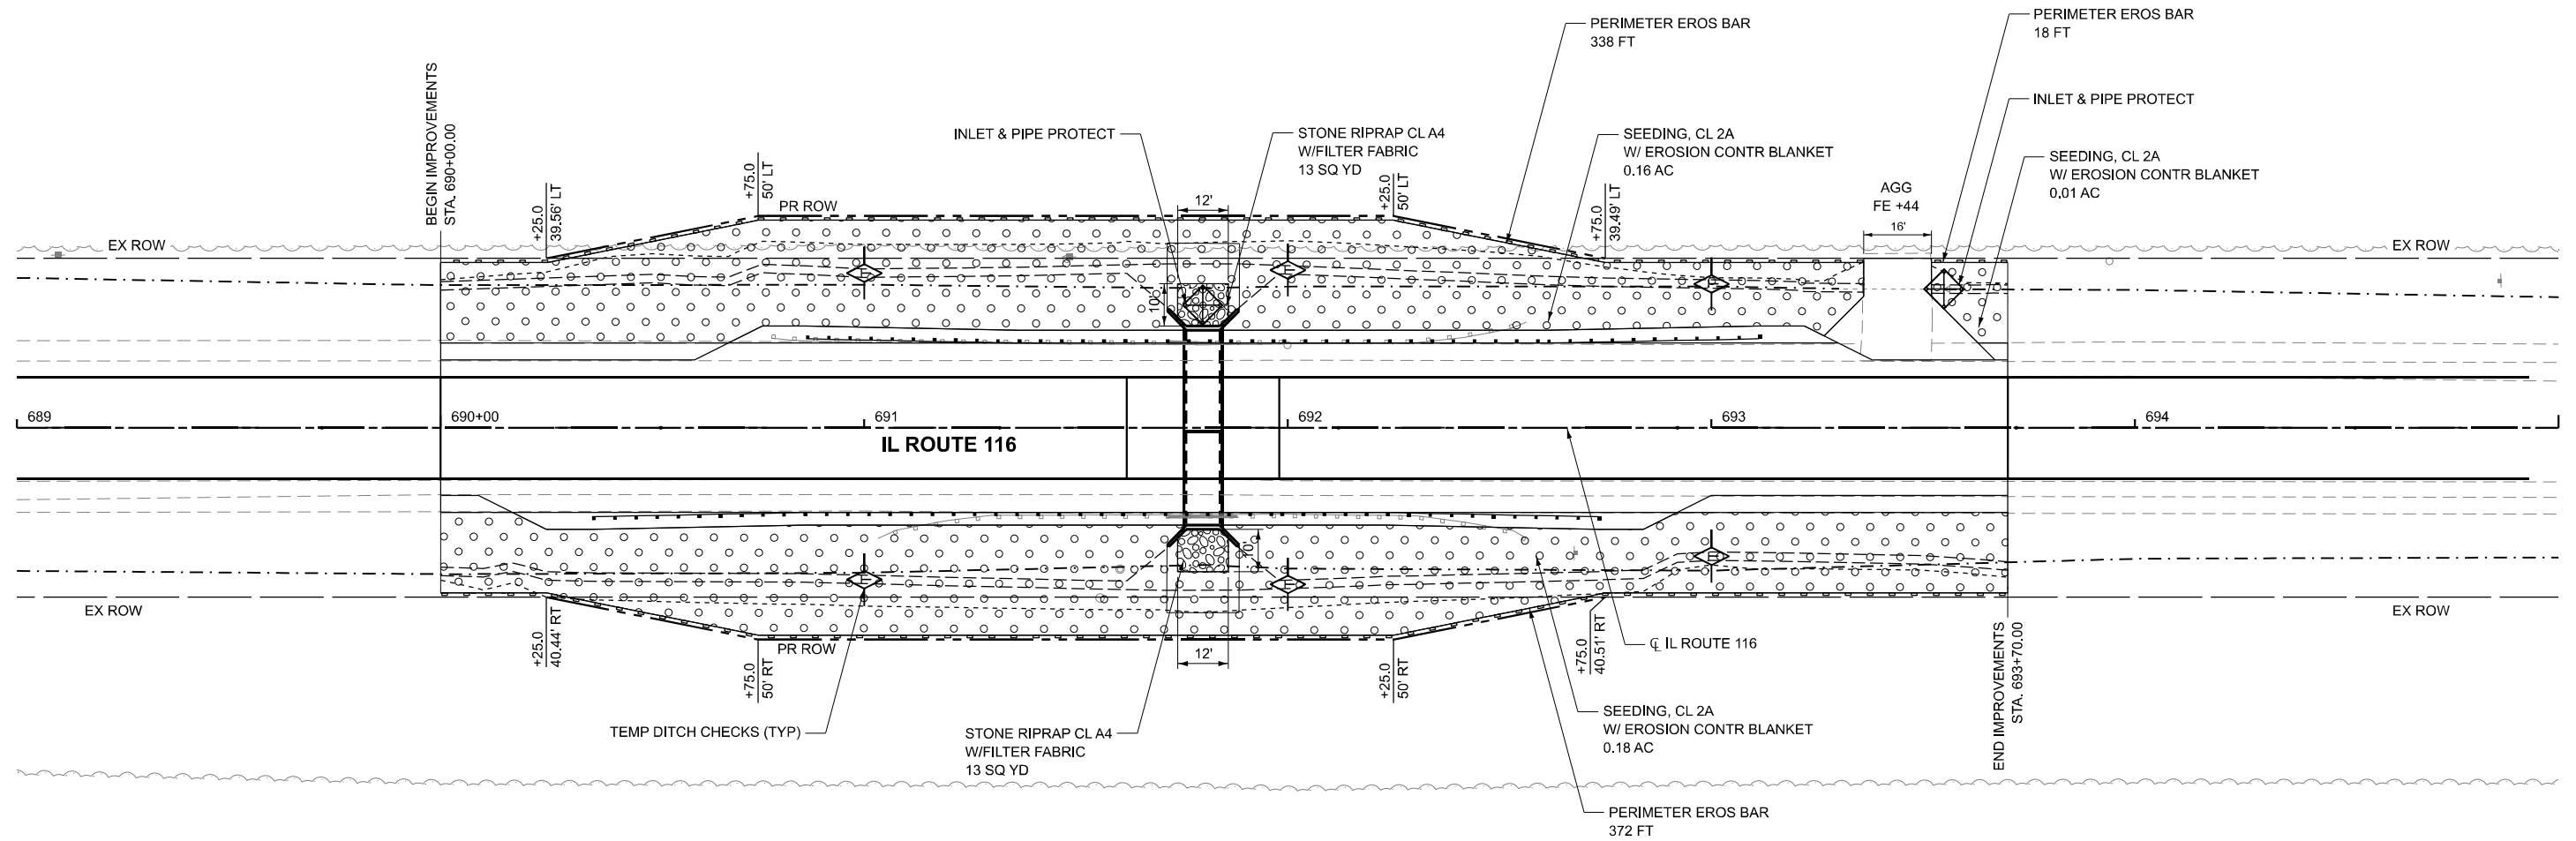 PERIMETER EROS BAR
338 FT
PERIMETER EROS BAR
18 FT
BEGIN IMPROVEMENTS
STA. 690+00.00
INLET & PIPE PROTECT
STONE RIPRAP CL A4
W/FILTER FABRIC
13 SQ YD
SEEDING, CL 2A
W/ EROSION CONTR BLANKET
0.16 AC
INLET & PIPE PROTECT
SEEDING, CL 2A
W/ EROSION CONTR BLANKET
0.01 AC
AGG
FE +44
16'
+25.0
39.56' LT
+75.0
50' LT
PR ROW
12'
+25.0
50' LT
+75.0
39.49' LT
EX ROW
EX ROW
10'
689
690+00
691
692
693
694
IL ROUTE 116
10'
EX ROW
EX ROW
+25.0
40.44' RT
+75.0
50' RT
PR ROW
12'
+25.0
50' RT
+75.0
40.51' RT
℄ IL ROUTE 116
END IMPROVEMENTS
STA. 693+70.00
TEMP DITCH CHECKS (TYP)
STONE RIPRAP CL A4
W/FILTER FABRIC
13 SQ YD
SEEDING, CL 2A
W/ EROSION CONTR BLANKET
0.18 AC
PERIMETER EROS BAR
372 FT